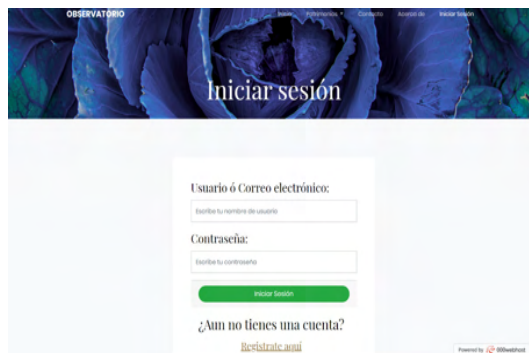 OBSERVATORIO
Inicio Patrimonios Contacto Acerca de Iniciar Sesión
Iniciar sesión
Usuario ó Correo electrónico:
Escribe tu nombre de usuario
Contraseña:
Escribe tu contraseña
Iniciar Sesión
¿Aun no tienes una cuenta?
Registrate aquí
Powered by 000webhost